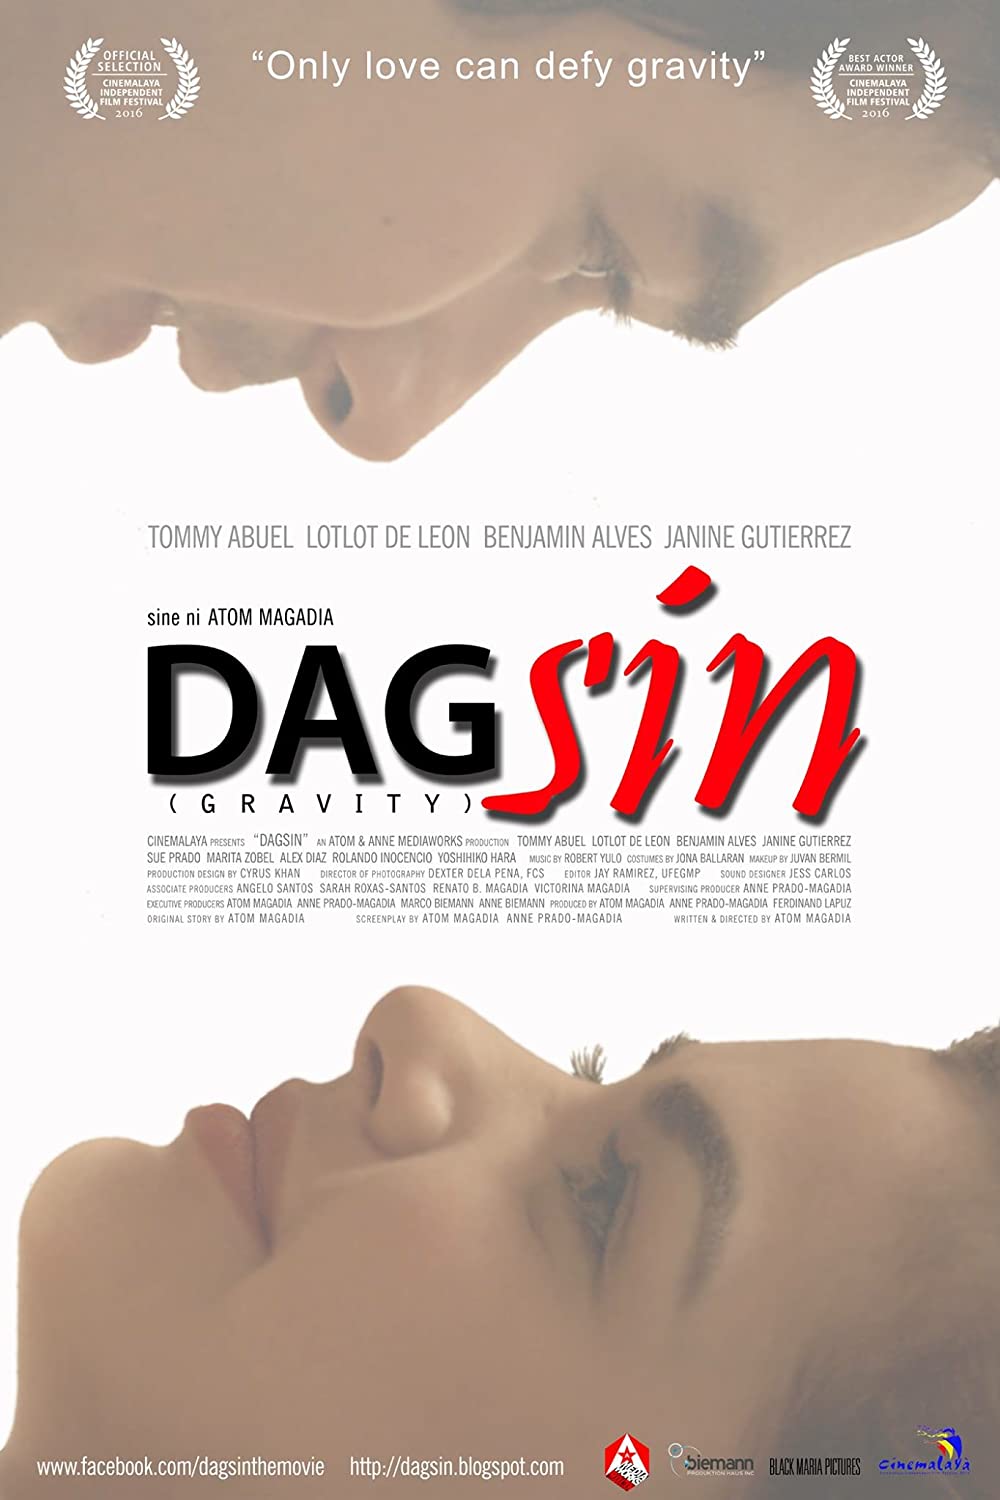 OFFICIAL
SELECTION
CINEMALAYA
INDEPENDENT
FILM FESTIVAL
2016
“Only love can defy gravity”
BEST ACTOR
AWARD WINNER
CINEMALAYA
INDEPENDENT
FILM FESTIVAL
2016
TOMMY ABUEL LOTLOT DE LEON BENJAMIN ALVES JANINE GUTIERREZ
sine ni ATOM MAGADIA
DAGsin
(GRAVITY)
CINEMALAYA PRESENTS “DAGSIN” AN ATOM & ANNE MEDIAWORKS PRODUCTION TOMMY ABUEL LOTLOT DE LEON BENJAMIN ALVES JANINE GUTIERREZ
SUE PRADO MARITA ZOBEL ALEX DIAZ ROLANDO INOCENCIO YOSHIHIKO HARA MUSIC BY ROBERT YULO COSTUMES BY JONA BALLARAN MAKEUP BY JUVAN BERMIL
PRODUCTION DESIGN BY CYRUS KHAN DIRECTOR OF PHOTOGRAPHY DEXTER DELA PENA, FCS EDITOR JAY RAMIREZ, UFEGMP SOUND DESIGNER JESS CARLOS
ASSOCIATE PRODUCERS ANGELO SANTOS SARAH ROXAS-SANTOS RENATO B. MAGADIA VICTORINA MAGADIA SUPERVISING PRODUCER ANNE PRADO-MAGADIA
EXECUTIVE PRODUCERS ATOM MAGADIA ANNE PRADO-MAGADIA MARCO BIEMANN ANNE BIEMANN PRODUCED BY ATOM MAGADIA ANNE PRADO-MAGADIA FERDINAND LAPUZ
ORIGINAL STORY BY ATOM MAGADIA SCREENPLAY BY ATOM MAGADIA ANNE PRADO-MAGADIA WRITTEN & DIRECTED BY ATOM MAGADIA
www.facebook.com/dagsinthemovie http://dagsin.blogspot.com
biemann
PRODUKTION HAUS INC
BLACK MARIA PICTURES
cinemalaya